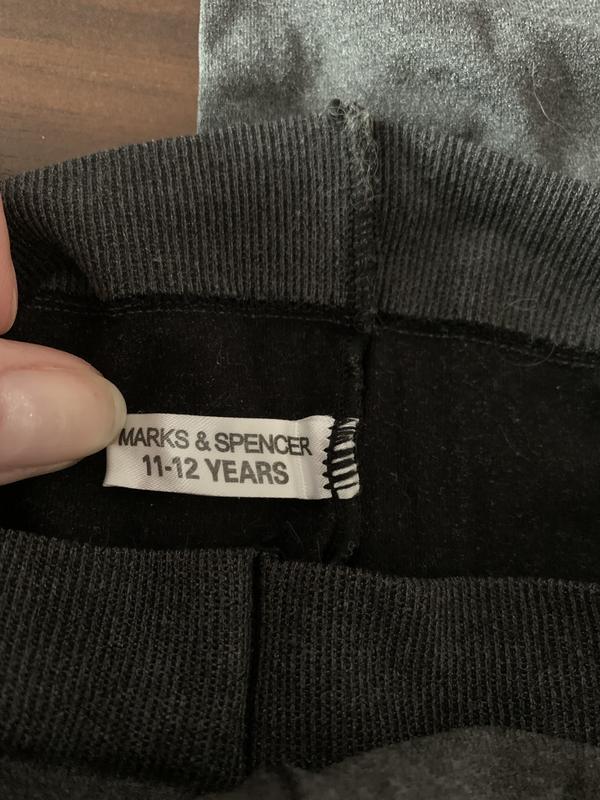 MARKS & SPENCER
11-12 YEARS